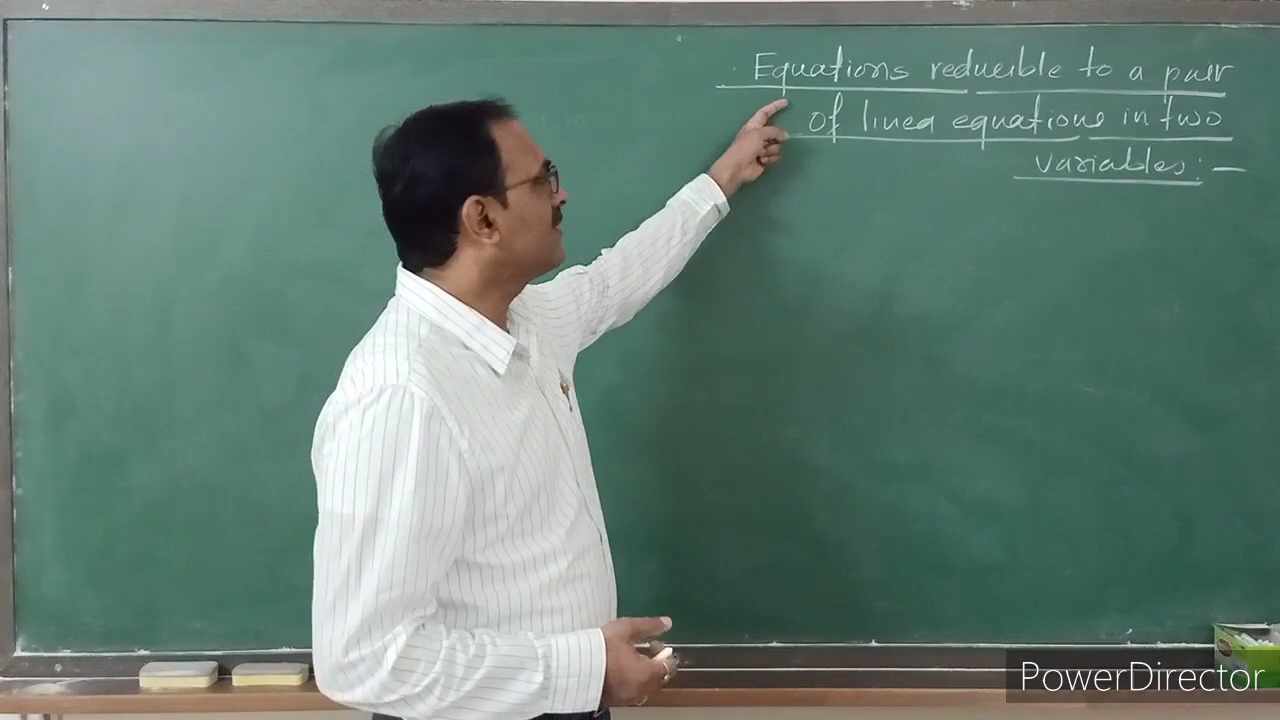 Equations reducible to a pair
of linea equations in two
variables : —
PowerDirector